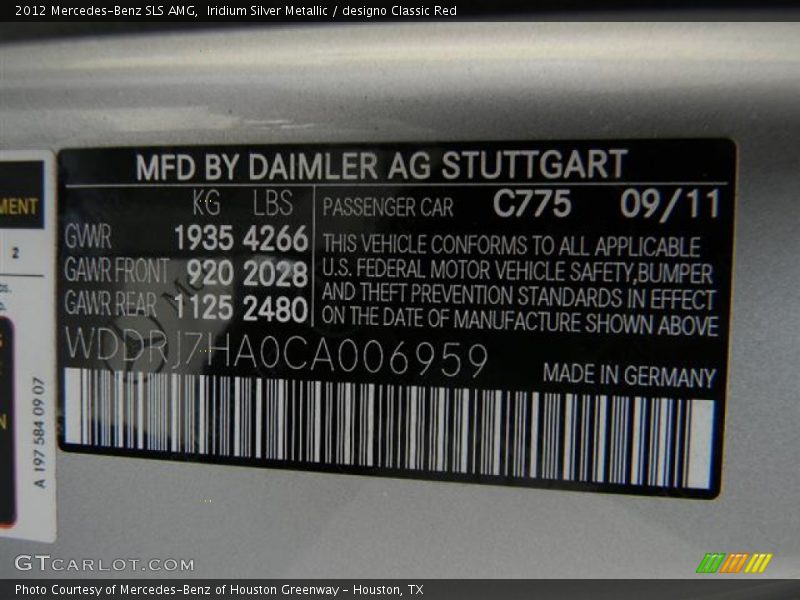 2012 Mercedes-Benz SLS AMG, Iridium Silver Metallic / designo Classic Red
MFD BY DAIMLER AG STUTTGART
KG LBS PASSENGER CAR C775 09/11
GVWR 1935 4266
GAWR FRONT 920 2028
GAWR REAR 1125 2480
THIS VEHICLE CONFORMS TO ALL APPLICABLE
U.S. FEDERAL MOTOR VEHICLE SAFETY,BUMPER
AND THEFT PREVENTION STANDARDS IN EFFECT
ON THE DATE OF MANUFACTURE SHOWN ABOVE
WDDRJ7HA0CA006959
MADE IN GERMANY
MENT
2
A 197 584 09 07
GTCARLOT.COM
Photo Courtesy of Mercedes-Benz of Houston Greenway - Houston, TX